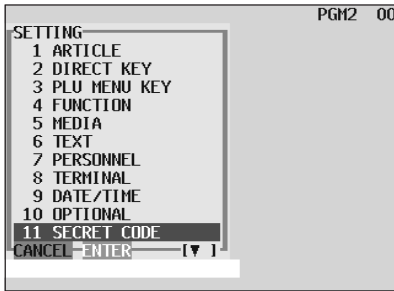 PGM2 00
SETTING
1 ARTICLE
2 DIRECT KEY
3 PLU MENU KEY
4 FUNCTION
5 MEDIA
6 TEXT
7 PERSONNEL
8 TERMINAL
9 DATE/TIME
10 OPTIONAL
11 SECRET CODE
CANCEL ENTER [▼ ]